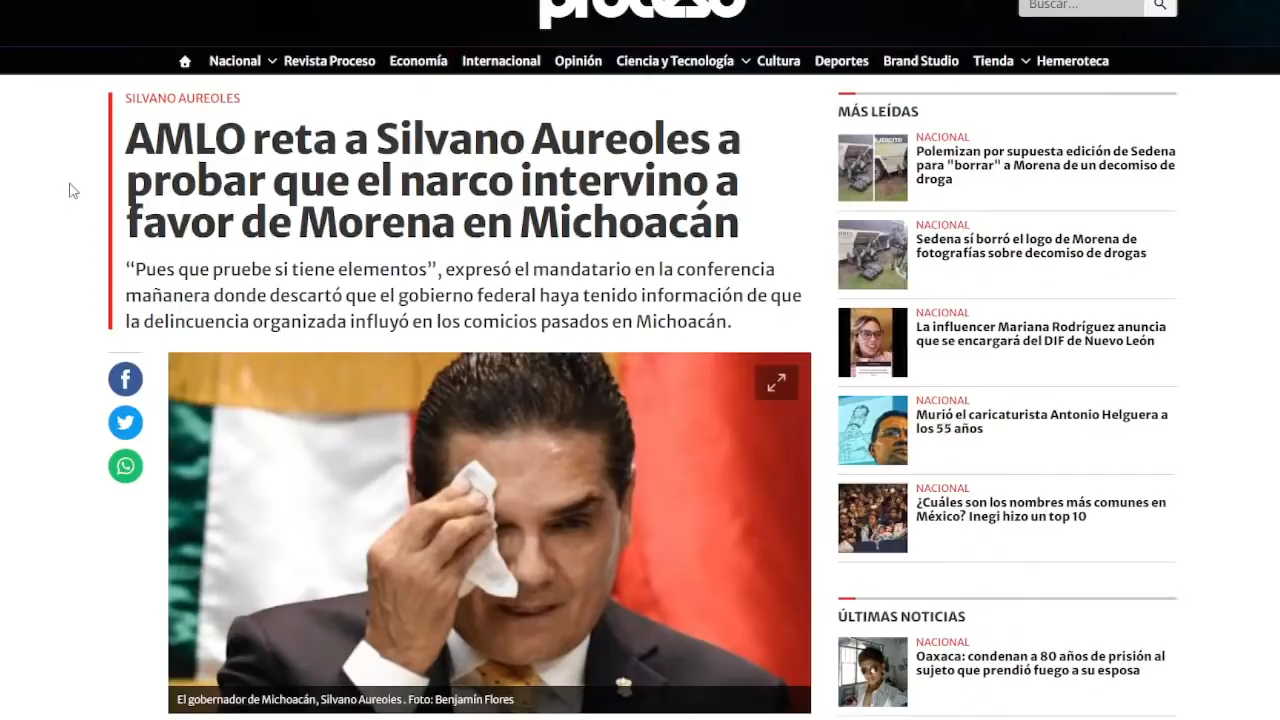 proceso
Buscar...
Nacional Revista Proceso Economía Internacional Opinión Ciencia y Tecnología Cultura Deportes Brand Studio Tienda Hemeroteca
SILVANO AUREOLES
AMLO reta a Silvano Aureoles a
probar que el narco intervino a
favor de Morena en Michoacán
“Pues que pruebe si tiene elementos”, expresó el mandatario en la conferencia
mañanera donde descartó que el gobierno federal haya tenido información de que
la delincuencia organizada influyó en los comicios pasados en Michoacán.
El gobernador de Michoacán, Silvano Aureoles . Foto: Benjamín Flores
MÁS LEÍDAS
NACIONAL
Polemizan por supuesta edición de Sedena
para "borrar" a Morena de un decomiso de
droga
NACIONAL
Sedena sí borró el logo de Morena de
fotografías sobre decomiso de drogas
NACIONAL
La influencer Mariana Rodríguez anuncia
que se encargará del DIF de Nuevo León
NACIONAL
Murió el caricaturista Antonio Helguera a
los 55 años
NACIONAL
¿Cuáles son los nombres más comunes en
México? Inegi hizo un top 10
ÚLTIMAS NOTICIAS
NACIONAL
Oaxaca: condenan a 80 años de prisión al
sujeto que prendió fuego a su esposa